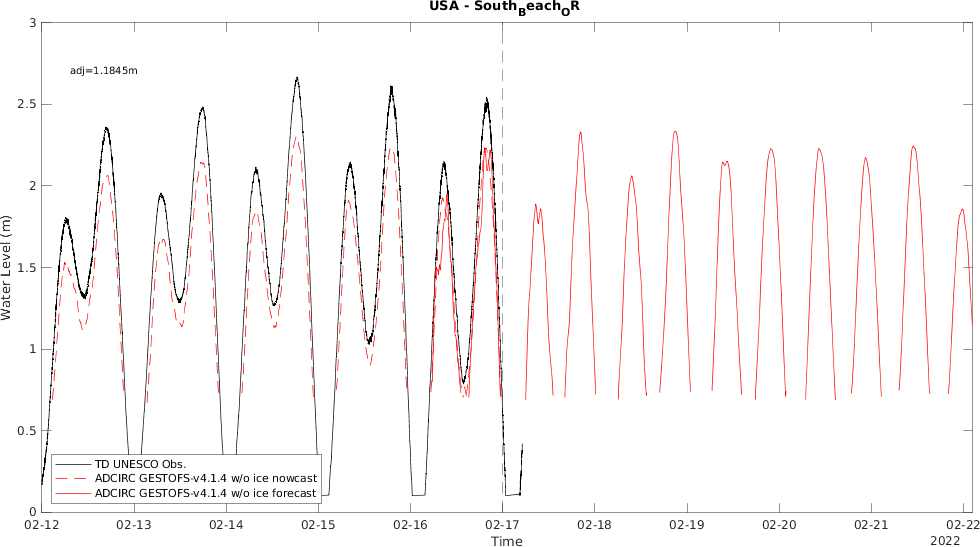 USA - SouthBeachOR
3
adj=1.1845m
2.5
2
1.5
1
0.5
0
Water Level (m)
TD UNESCO Obs.
ADCIRC GESTOFS-v4.1.4 w/o ice nowcast
ADCIRC GESTOFS-v4.1.4 w/o ice forecast
02-12 02-13 02-14 02-15 02-16 02-17 02-18 02-19 02-20 02-21 02-22
Time
2022